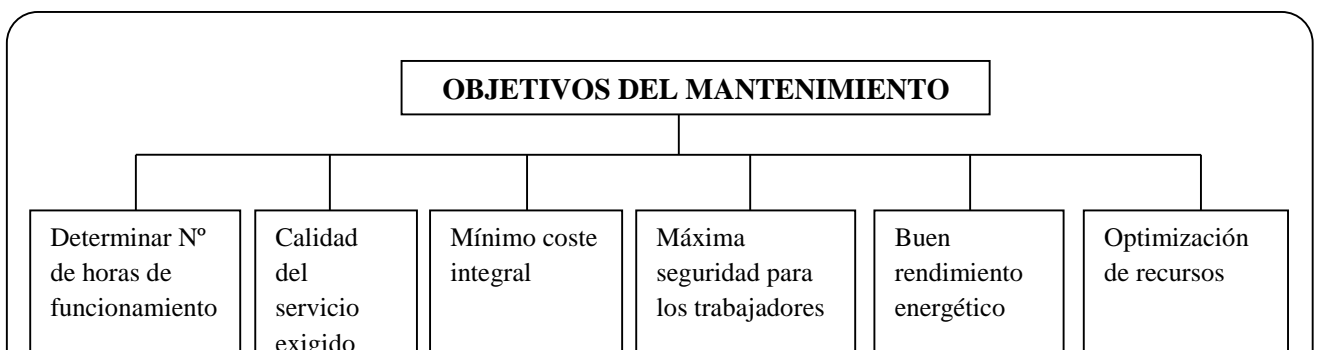 OBJETIVOS DEL MANTENIMIENTO
Determinar Nº
de horas de
funcionamiento
Calidad
del
servicio
exigido
Mínimo coste
integral
Máxima
seguridad para
los trabajadores
Buen
rendimiento
energético
Optimización
de recursos